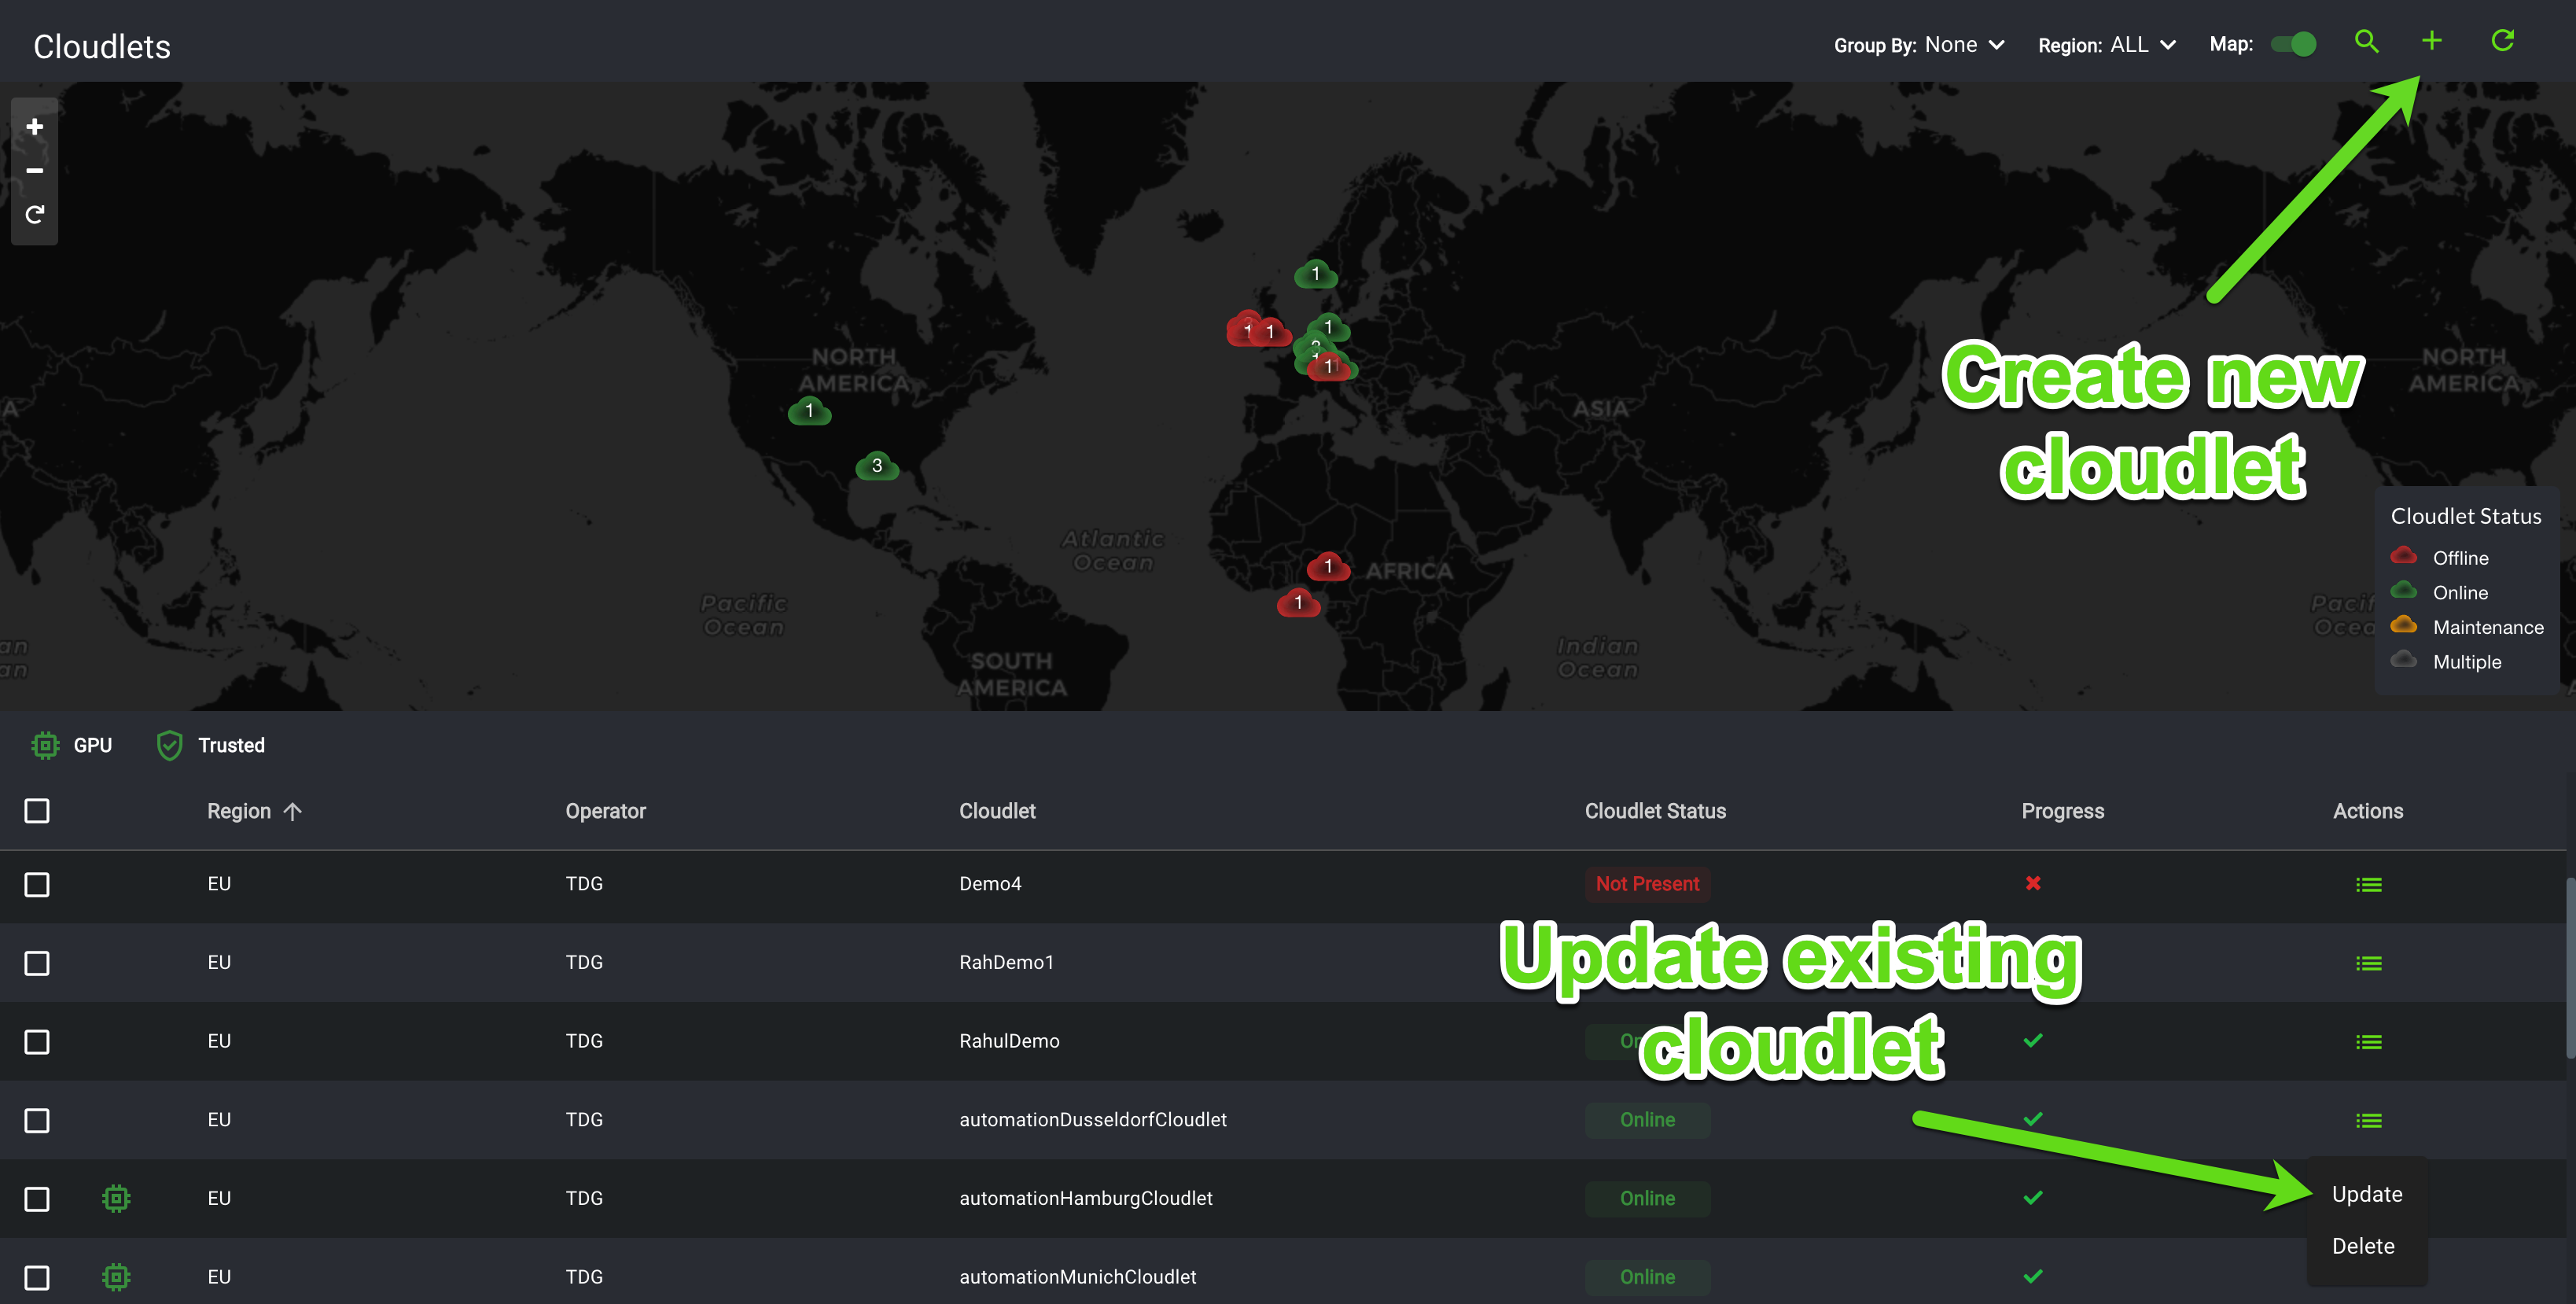 Cloudlets
Group By: None
Region: ALL
Map:
1
1
1
1
1
1
3
1
1
NORTH
AMERICA
Atlantic
Ocean
Pacific
Ocean
SOUTH
AMERICA
AFRICA
ASIA
Indian
Ocean
NORTH
AMERICA
Create new
cloudlet
Cloudlet Status
Offline
Online
Maintenance
Multiple
GPU
Trusted
Region Operator Cloudlet Cloudlet Status Progress Actions
EU TDG Demo4 Not Present
EU TDG RahDemo1
Update existing
cloudlet
EU TDG RahulDemo
EU TDG automationDusseldorfCloudlet Online
EU TDG automationHamburgCloudlet Online
EU TDG automationMunichCloudlet Online
Update
Delete